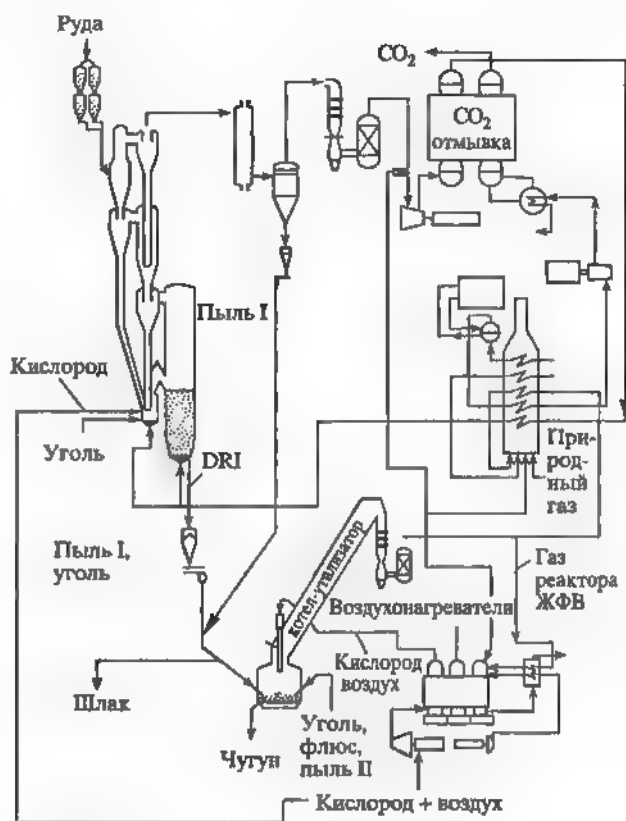 Руда
CO₂
CO₂
отмывка
Пыль I
Кислород
Уголь
При-
род-
ный
газ
DRI
Пыль I,
уголь
котел-утилизатор
Газ
реактора
ЖФВ
Воздухонагреватели
Кислород
воздух
Шлак
Чугун
Уголь,
флюс,
пыль II
Кислород + воздух